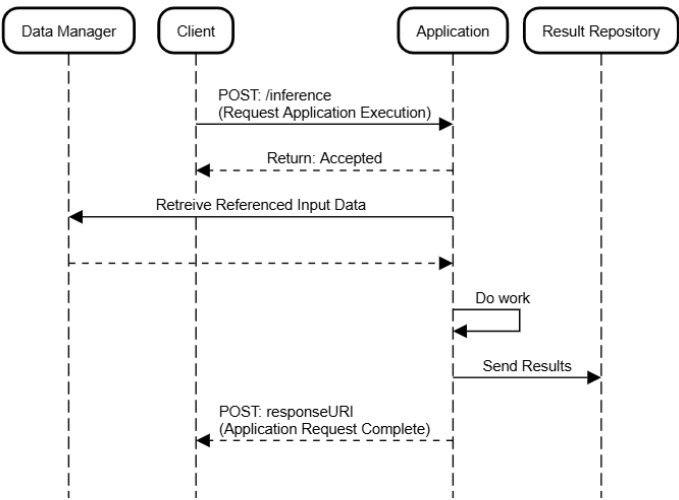 Data Manager
Client
Application
Result Repository
POST: /inference
(Request Application Execution)
Return: Accepted
Retreive Referenced Input Data
Do work
Send Results
POST: responseURI
(Application Request Complete)